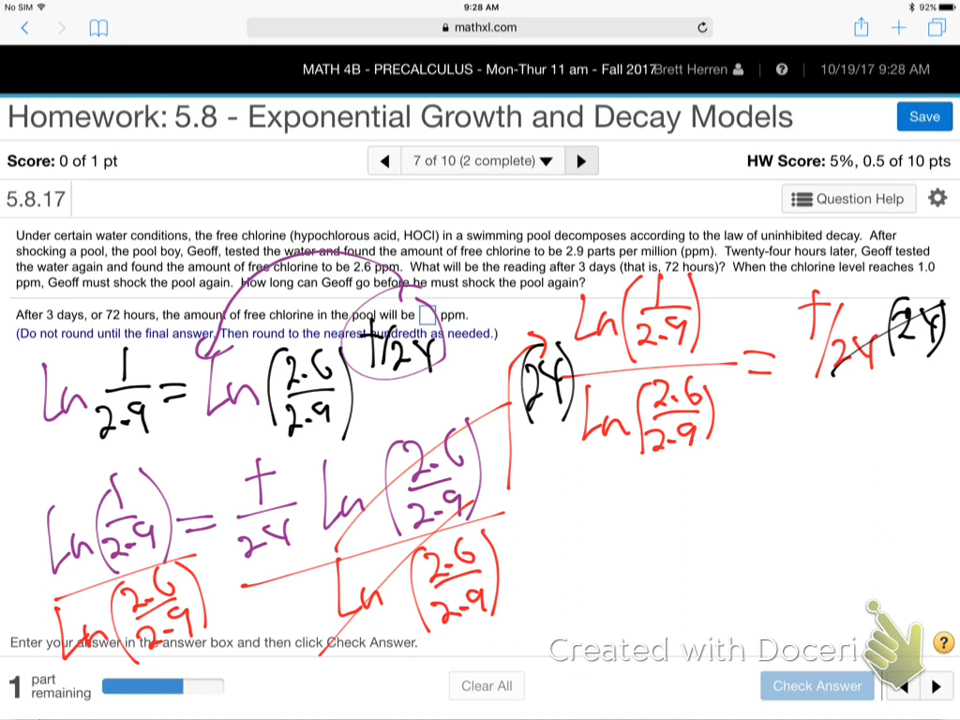 No SIM 9:28 AM 92%
mathxl.com
MATH 4B - PRECALCULUS - Mon-Thur 11 am - Fall 2017 Brett Herren 10/19/17 9:28 AM
Homework: 5.8 - Exponential Growth and Decay Models Save
Score: 0 of 1 pt 7 of 10 (2 complete) HW Score: 5%, 0.5 of 10 pts
5.8.17 Question Help
Under certain water conditions, the free chlorine (hypochlorous acid, HOCl) in a swimming pool decomposes according to the law of uninhibited decay. After
shocking a pool, the pool boy, Geoff, tested the water and found the amount of free chlorine to be 2.9 parts per million (ppm). Twenty-four hours later, Geoff tested
the water again and found the amount of free chlorine to be 2.6 ppm. What will be the reading after 3 days (that is, 72 hours)? When the chlorine level reaches 1.0
ppm, Geoff must shock the pool again. How long can Geoff go before he must shock the pool again?
After 3 days, or 72 hours, the amount of free chlorine in the pool will be ppm.
(Do not round until the final answer. Then round to the nearest hundredth as needed.)
Ln 1/2.9 = Ln (2.6/2.9)^t/24
(24) Ln(1/2.9) / Ln(2.6/2.9) = t/24 (24)
Ln(1/2.9) / Ln(2.6/2.9) = t/24 Ln(2.6/2.9) / Ln(2.6/2.9)
Enter your answer in the answer box and then click Check Answer.
Created with Doceri
?
1 part remaining Clear All Check Answer